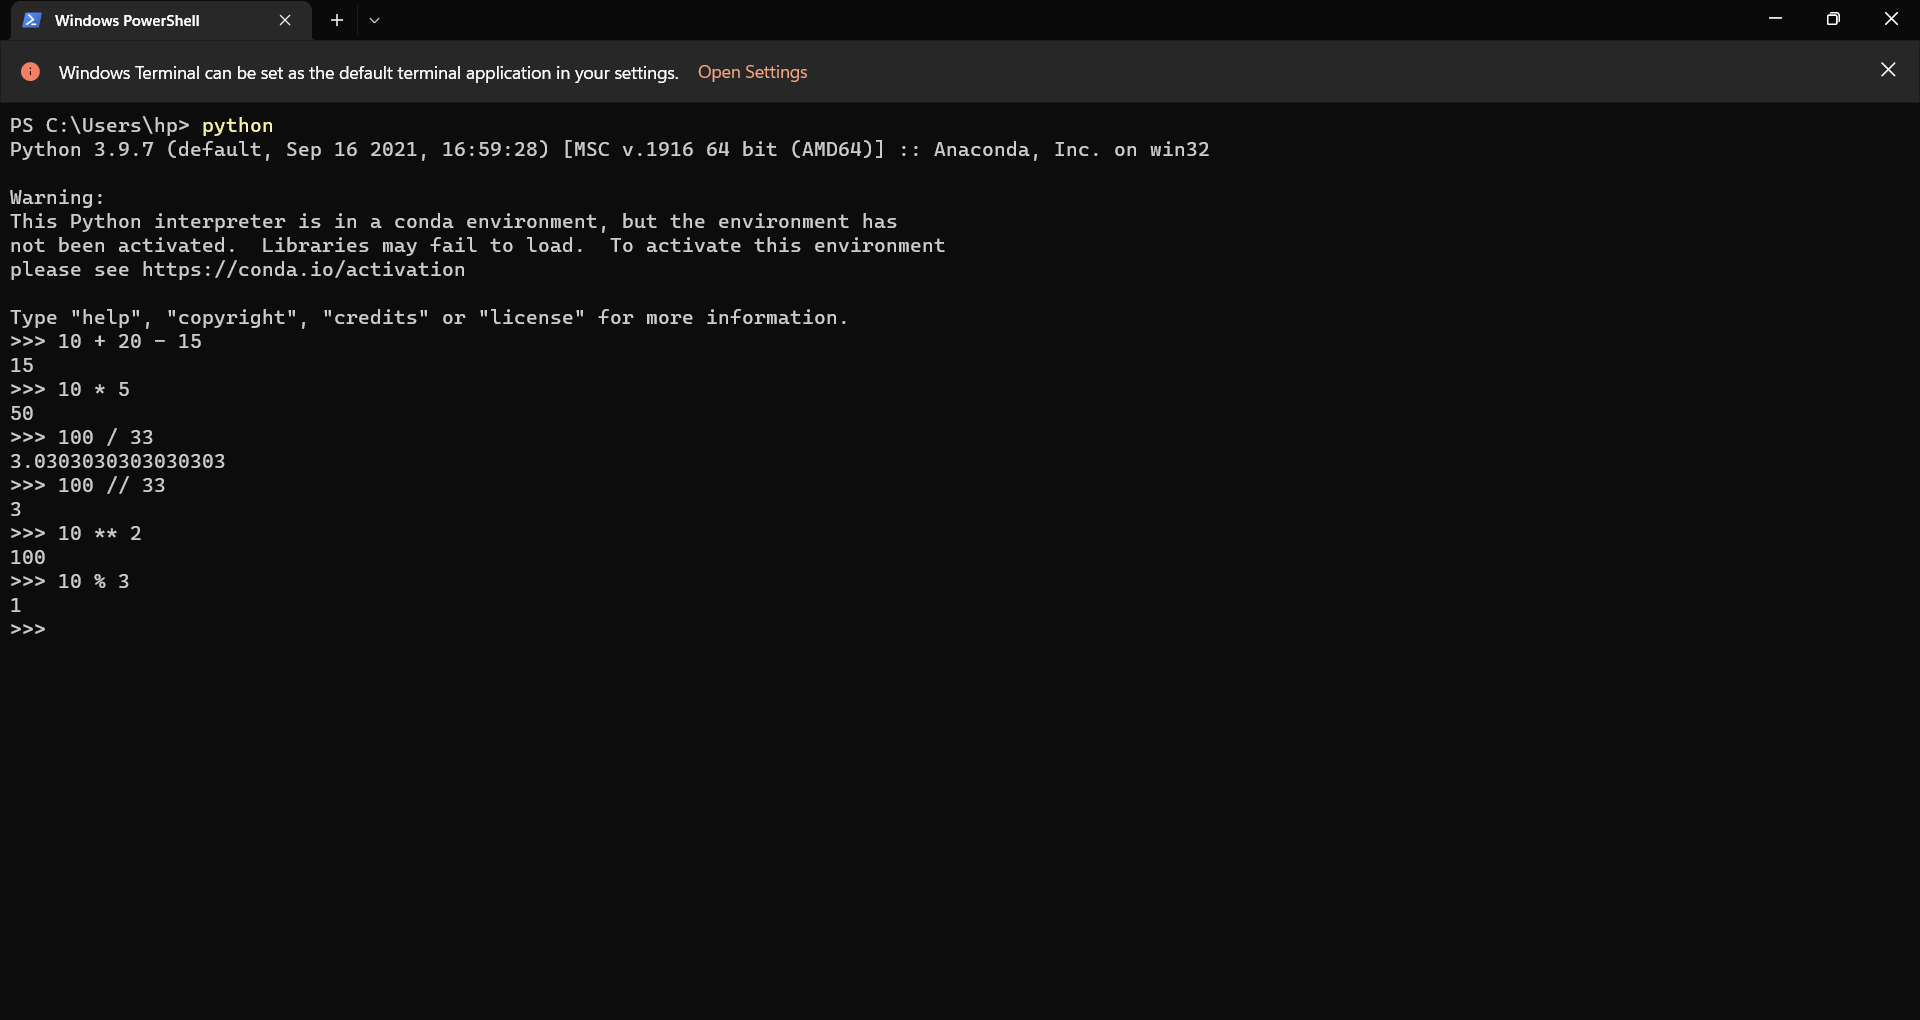 Windows PowerShell
Windows Terminal can be set as the default terminal application in your settings. Open Settings
PS C:\Users\hp> python
Python 3.9.7 (default, Sep 16 2021, 16:59:28) [MSC v.1916 64 bit (AMD64)] :: Anaconda, Inc. on win32
Warning:
This Python interpreter is in a conda environment, but the environment has
not been activated.  Libraries may fail to load.  To activate this environment
please see https://conda.io/activation
Type "help", "copyright", "credits" or "license" for more information.
>>> 10 + 20 - 15
15
>>> 10 * 5
50
>>> 100 / 33
3.0303030303030303
>>> 100 // 33
3
>>> 10 ** 2
100
>>> 10 % 3
1
>>>